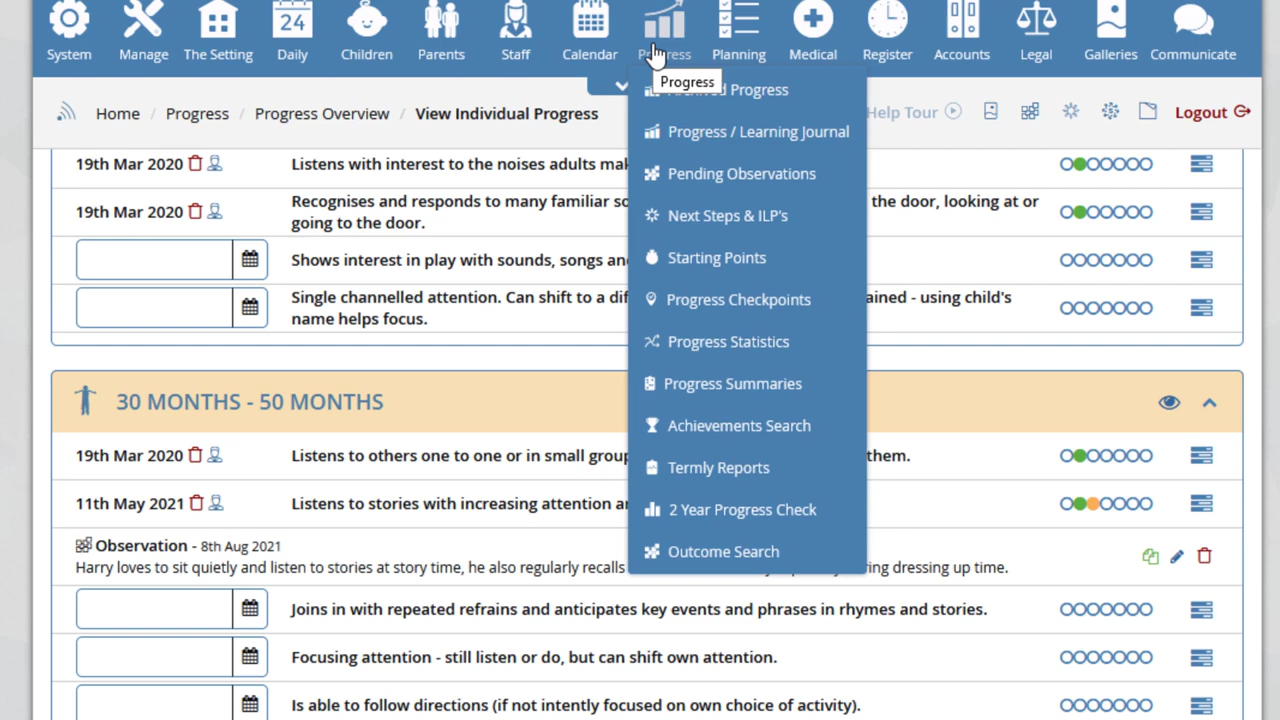 System Manage The Setting Daily Children Parents Staff Calendar Progress Planning Medical Register Accounts Legal Galleries Communicate
24
Progress
Home / Progress / Progress Overview / View Individual Progress
Help Tour
Logout
Progress
Progress / Learning Journal
Pending Observations
Next Steps & ILP's
Starting Points
Progress Checkpoints
Progress Statistics
Progress Summaries
Achievements Search
Termly Reports
2 Year Progress Check
Outcome Search
19th Mar 2020 Listens with interest to the noises adults
19th Mar 2020 Recognises and responds to many familiar the door, looking at or
going to the door.
Shows interest in play with sounds, songs
Single channelled attention. Can shift to a - using child's
name helps focus.
30 MONTHS - 50 MONTHS
19th Mar 2020 Listens to others one to one or in small them.
11th May 2021 Listens to stories with increasing attention
Observation - 8th Aug 2021
Harry loves to sit quietly and listen to stories at story time, he also regularly recalls dressing up time.
Joins in with repeated refrains and anticipates key events and phrases in rhymes and stories.
Focusing attention - still listen or do, but can shift own attention.
Is able to follow directions (if not intently focused on own choice of activity).